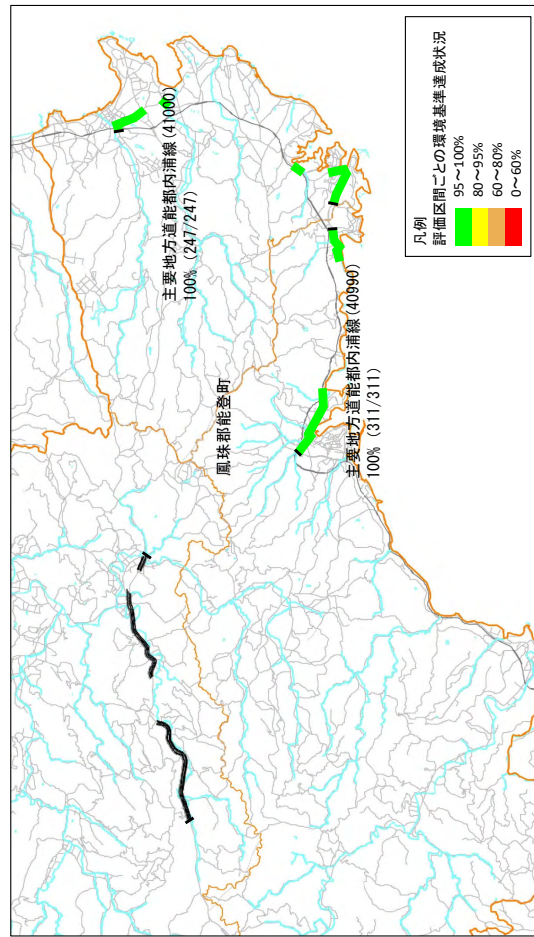 主要地方道能都内浦線(41000)
100% (247/247)
鳳珠郡能登町
主要地方道能都内浦線(40990)
100% (311/311)
凡例
評価区間ごとの環境基準達成状況
95~100%
80~95%
60~80%
0~60%